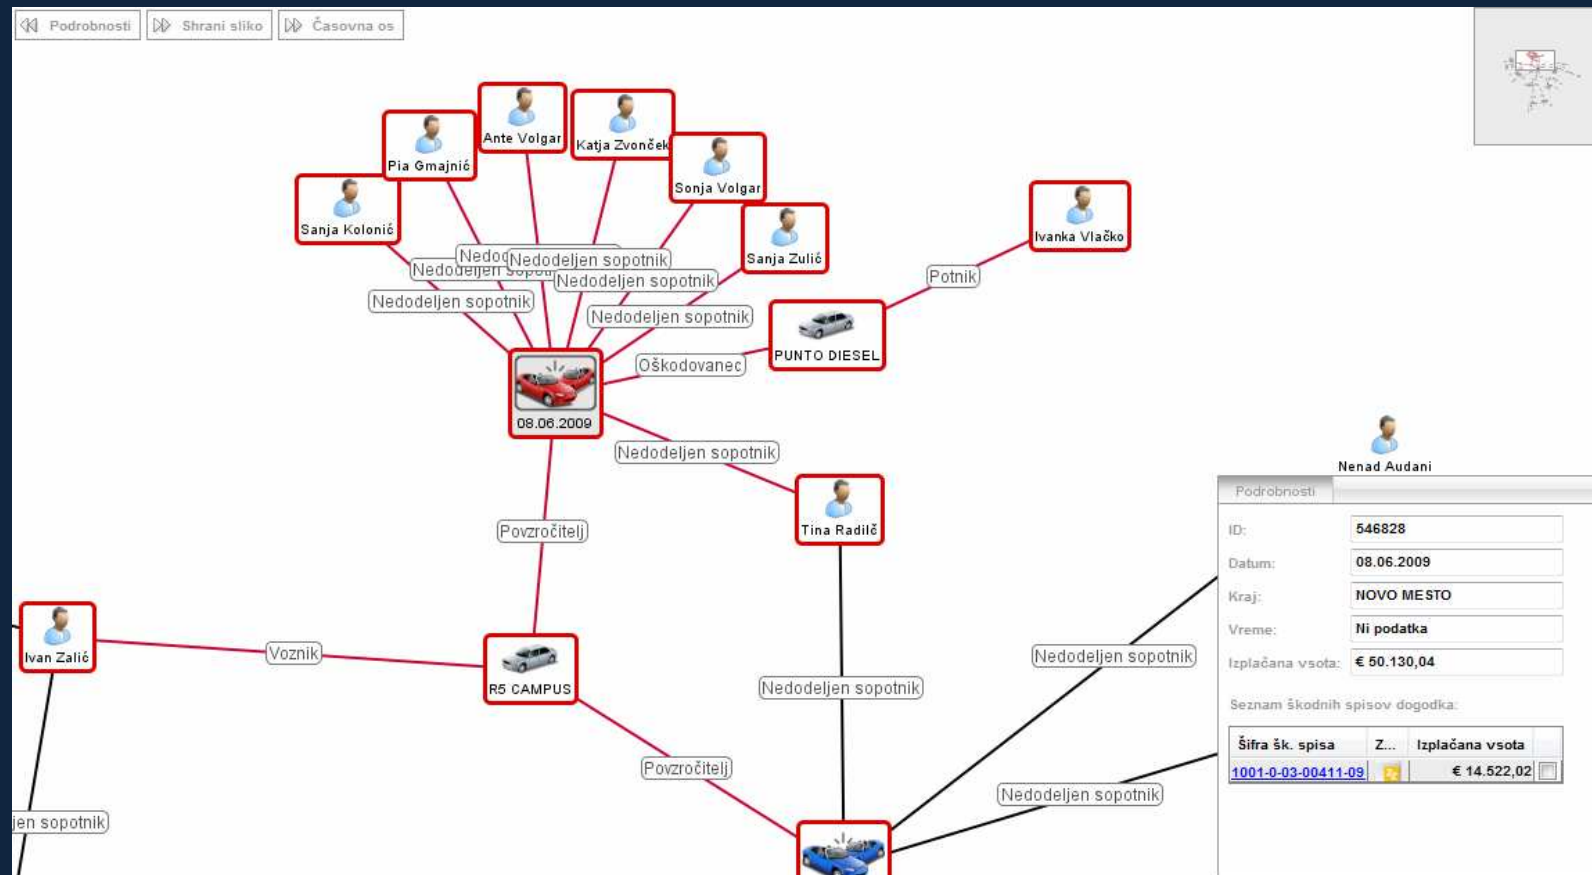 Podrobnosti
Shrani sliko
Časovna os
Ante Volgar
Katja Zvonček
Pia Gmajnić
Sonja Volgar
Sanja Kolonić
Sanja Zulić
Ivanka Vlačko
Nedodeljen sopotnik
Nedodeljen sopotnik
Nedodeljen sopotnik
Nedodeljen sopotnik
Potnik
PUNTO DIESEL
Oškodovanec
08.06.2009
Nedodeljen sopotnik
Tina Radilč
Povzročitelj
Nenad Audani
Podrobnosti
ID: 546828
Datum: 08.06.2009
Kraj: NOVO MESTO
Vreme: Ni podatka
Izplačana vsota: € 50.130,04
Seznam škodnih spisov dogodka:
Šifra šk. spisa Z... Izplačana vsota
1001-0-03-00411-09 € 14.522,02
Ivan Zalić
Voznik
R5 CAMPUS
Nedodeljen sopotnik
Nedodeljen sopotnik
Povzročitelj
Nedodeljen sopotnik
jen sopotnik